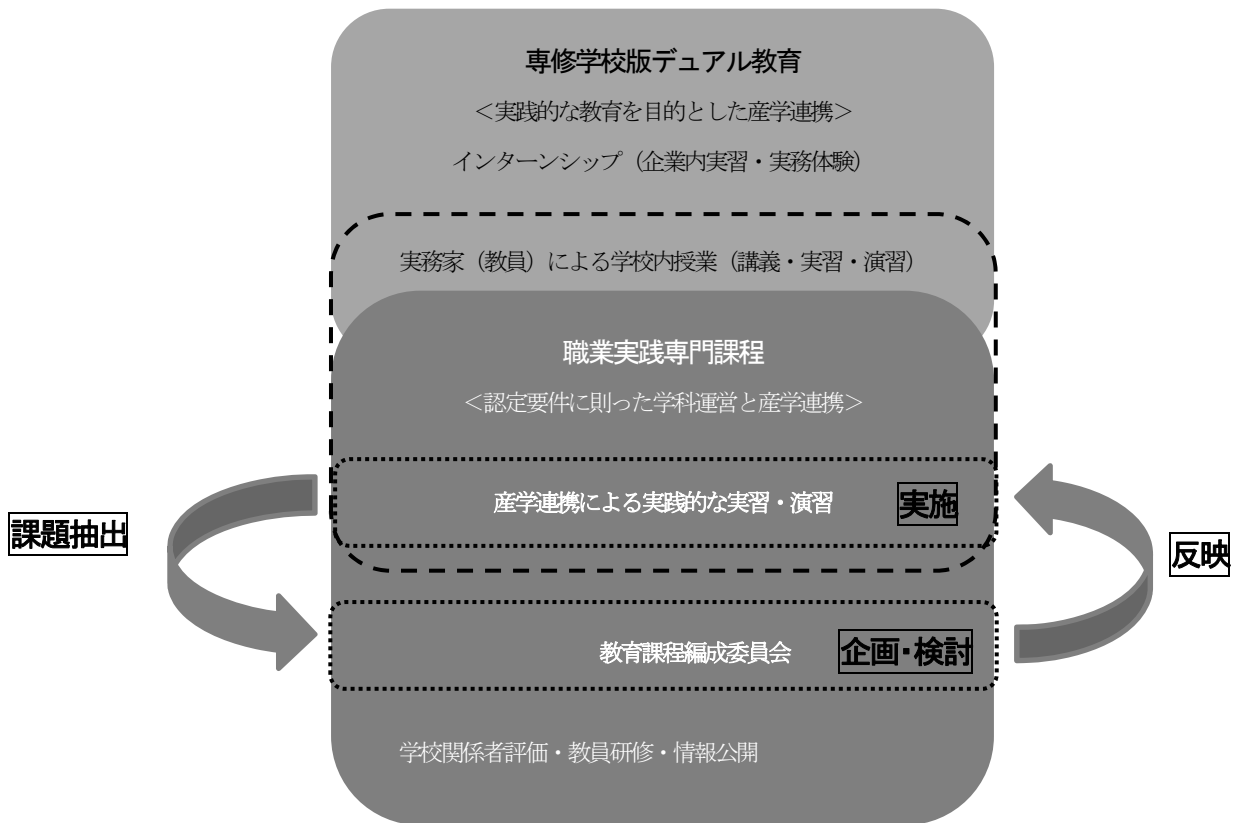 専修学校版デュアル教育
＜実践的な教育を目的とした産学連携＞
インターンシップ（企業内実習・実務体験）
実務家（教員）による学校内授業（講義・実習・演習）
職業実践専門課程
＜認定要件に則った学科運営と産学連携＞
産学連携による実践的な実習・演習
実施
課題抽出
反映
教育課程編成委員会
企画・検討
学校関係者評価・教員研修・情報公開